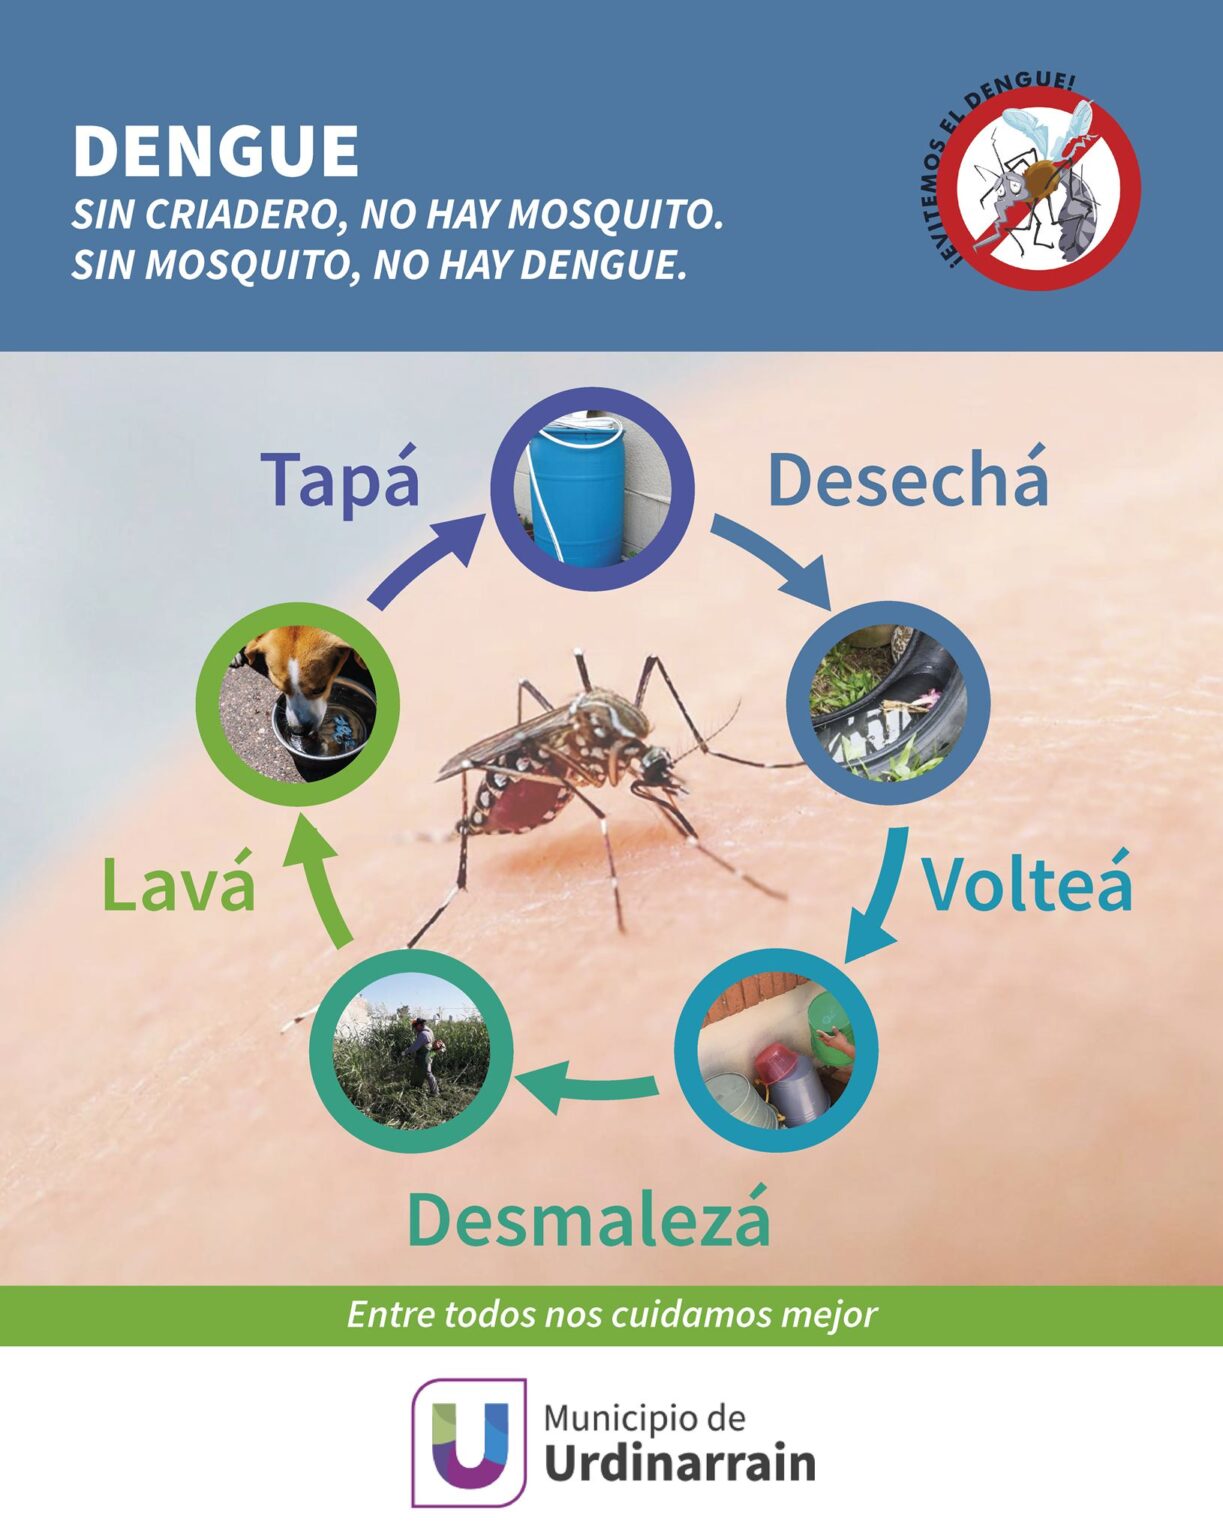 DENGUE
SIN CRIADERO, NO HAY MOSQUITO.
SIN MOSQUITO, NO HAY DENGUE.
¡EVITEMOS EL DENGUE!
Tapá
Desechá
Volteá
Desmalezá
Lavá
Entre todos nos cuidamos mejor
U
Municipio de
Urdinarrain